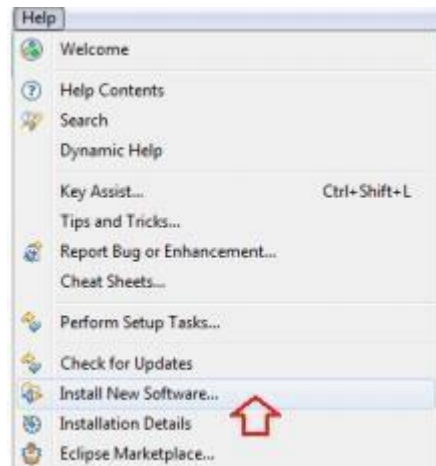 Help
Welcome
Help Contents
Search
Dynamic Help
Key Assist... Ctrl+Shift+L
Tips and Tricks...
Report Bug or Enhancement...
Cheat Sheets...
Perform Setup Tasks...
Check for Updates
Install New Software...
Installation Details
Eclipse Marketplace...